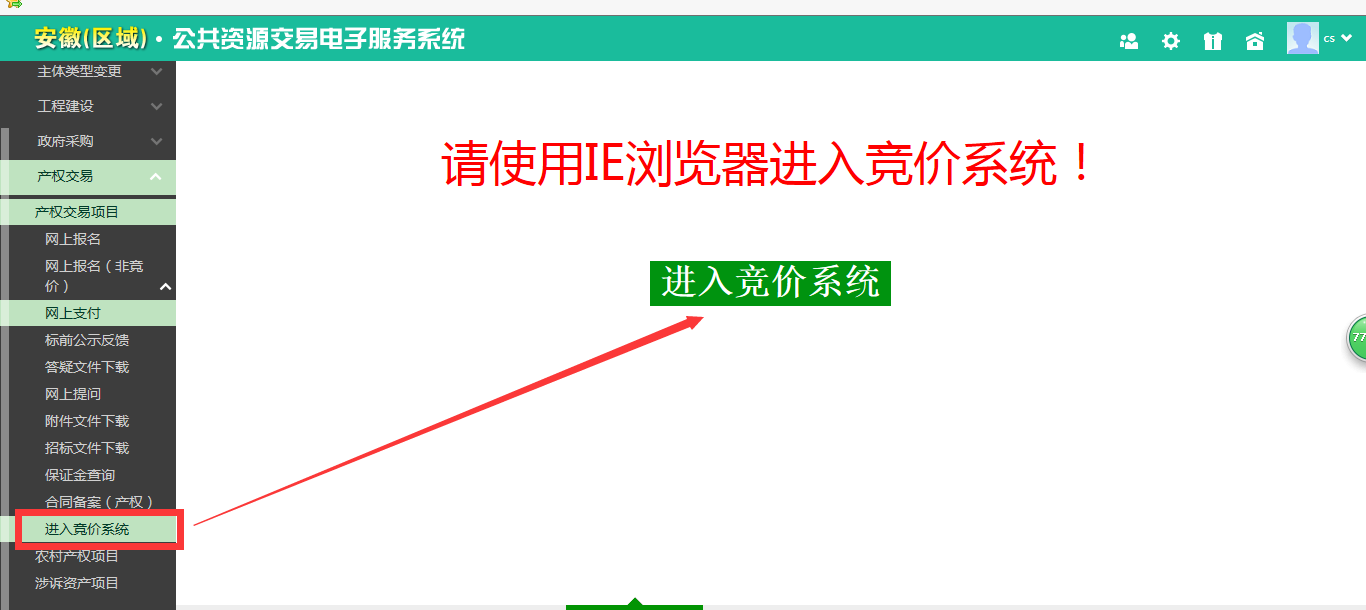 安徽(区域)·公共资源交易电子服务系统
cs
主体类型变更
工程建设
政府采购
产权交易
产权交易项目
网上报名
网上报名（非竞
价）
网上支付
标前公示反馈
答疑文件下载
网上提问
附件文件下载
招标文件下载
保证金查询
合同备案（产权）
进入竞价系统
农村产权项目
涉诉资产项目
请使用IE浏览器进入竞价系统！
进入竞价系统
77